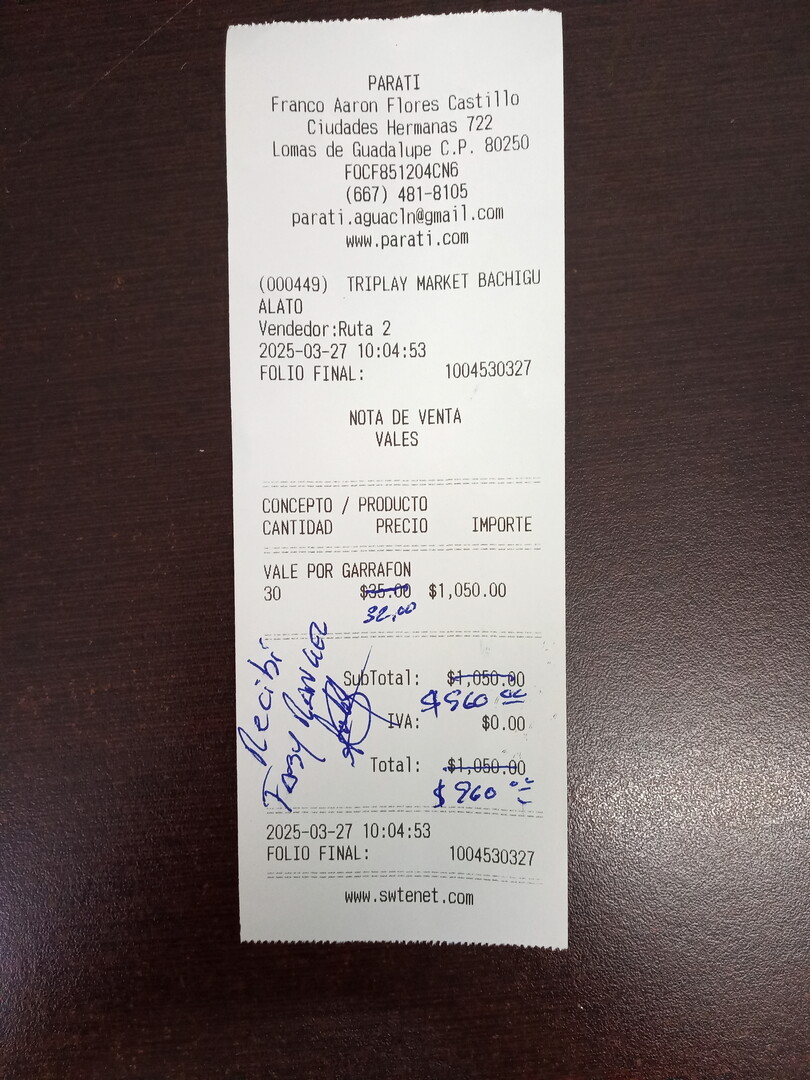 PARATI
Franco Aaron Flores Castillo
Ciudades Hermanas 722
Lomas de Guadalupe C.P. 80250
FOCF851204CN6
(667) 481-8105
parati.aguacln@gmail.com
www.parati.com
(000449) TRIPLAY MARKET BACHIGU
ALATO
Vendedor:Ruta 2
2025-03-27 10:04:53
FOLIO FINAL: 1004530327
NOTA DE VENTA
VALES
CONCEPTO / PRODUCTO
CANTIDAD PRECIO IMPORTE
VALE POR GARRAFON
30 $35.00 $1,050.00
32,00
SubTotal: $1,050.00
$960 00
IVA: $0.00
Total: $1,050.00
$960 00
Recibí
Faby Rangel
2025-03-27 10:04:53
FOLIO FINAL: 1004530327
www.swtenet.com